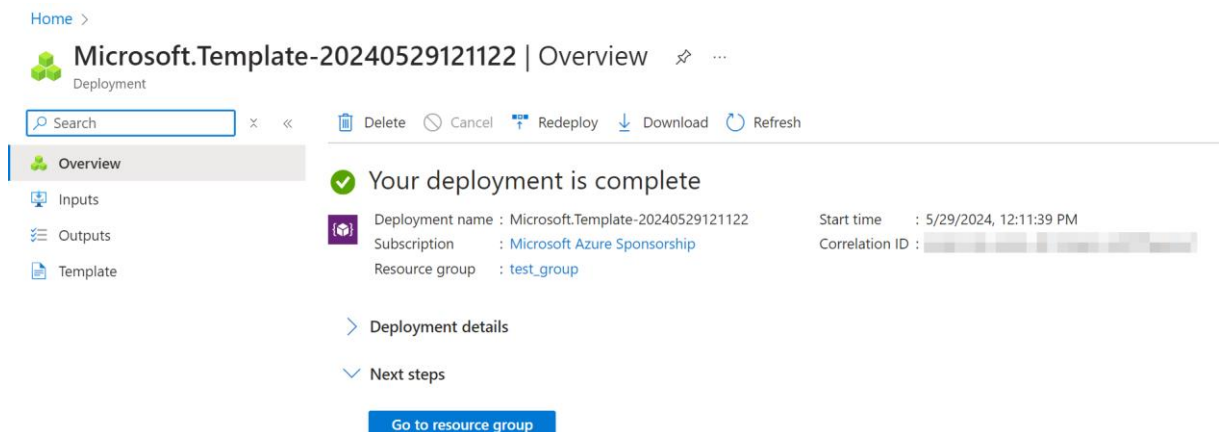 Home >
Microsoft.Template-20240529121122 | Overview ...
Deployment
Search
Delete Cancel Redeploy Download Refresh
Overview
Inputs
Outputs
Template
Your deployment is complete
Deployment name : Microsoft.Template-20240529121122 Start time : 5/29/2024, 12:11:39 PM
Subscription : Microsoft Azure Sponsorship Correlation ID :
Resource group : test_group
Deployment details
Next steps
Go to resource group